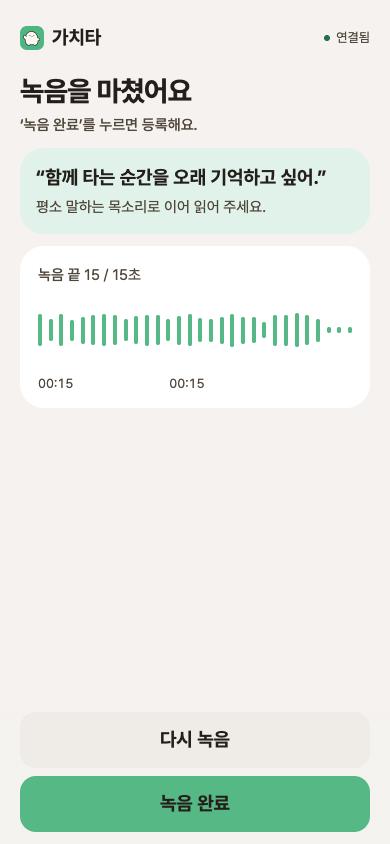 가치타
연결됨
녹음을 마쳤어요
‘녹음 완료’를 누르면 등록해요.
“함께 타는 순간을 오래 기억하고 싶어.”
평소 말하는 목소리로 이어 읽어 주세요.
녹음 끝 15 / 15초
00:15 00:15
다시 녹음
녹음 완료